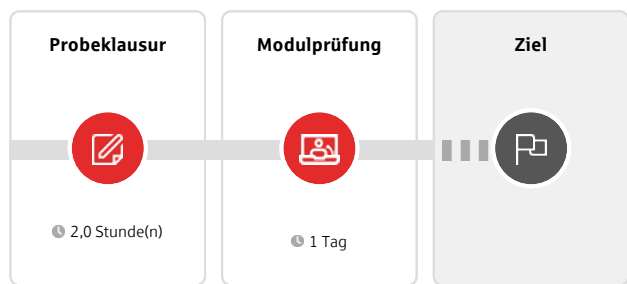 Probeklausur
2,0 Stunde(n)
Modulprüfung
1 Tag
Ziel